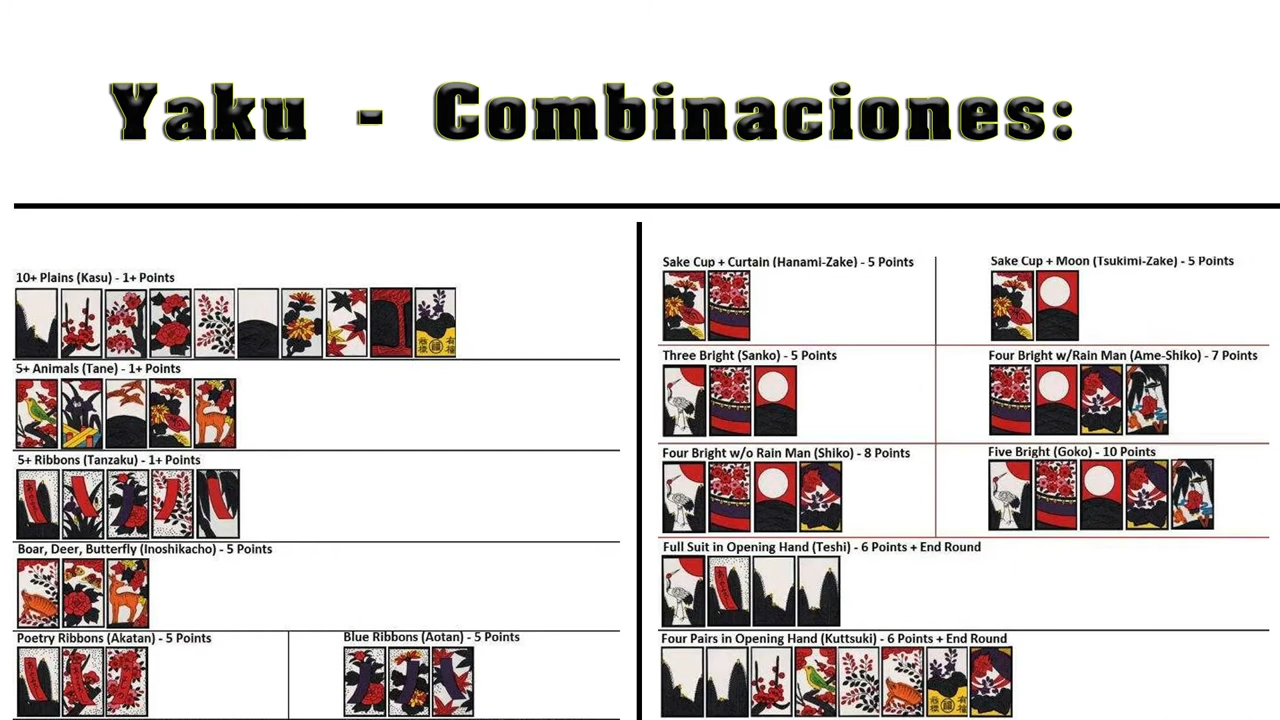 Yaku - Combinaciones:
10+ Plains (Kasu) - 1+ Points
5+ Animals (Tane) - 1+ Points
5+ Ribbons (Tanzaku) - 1+ Points
Boar, Deer, Butterfly (Inoshikacho) - 5 Points
Poetry Ribbons (Akatan) - 5 Points
Blue Ribbons (Aotan) - 5 Points
Sake Cup + Curtain (Hanami-Zake) - 5 Points
Sake Cup + Moon (Tsukimi-Zake) - 5 Points
Three Bright (Sanko) - 5 Points
Four Bright w/Rain Man (Ame-Shiko) - 7 Points
Four Bright w/o Rain Man (Shiko) - 8 Points
Five Bright (Goko) - 10 Points
Full Suit in Opening Hand (Teshi) - 6 Points + End Round
Four Pairs in Opening Hand (Kuttsuki) - 6 Points + End Round